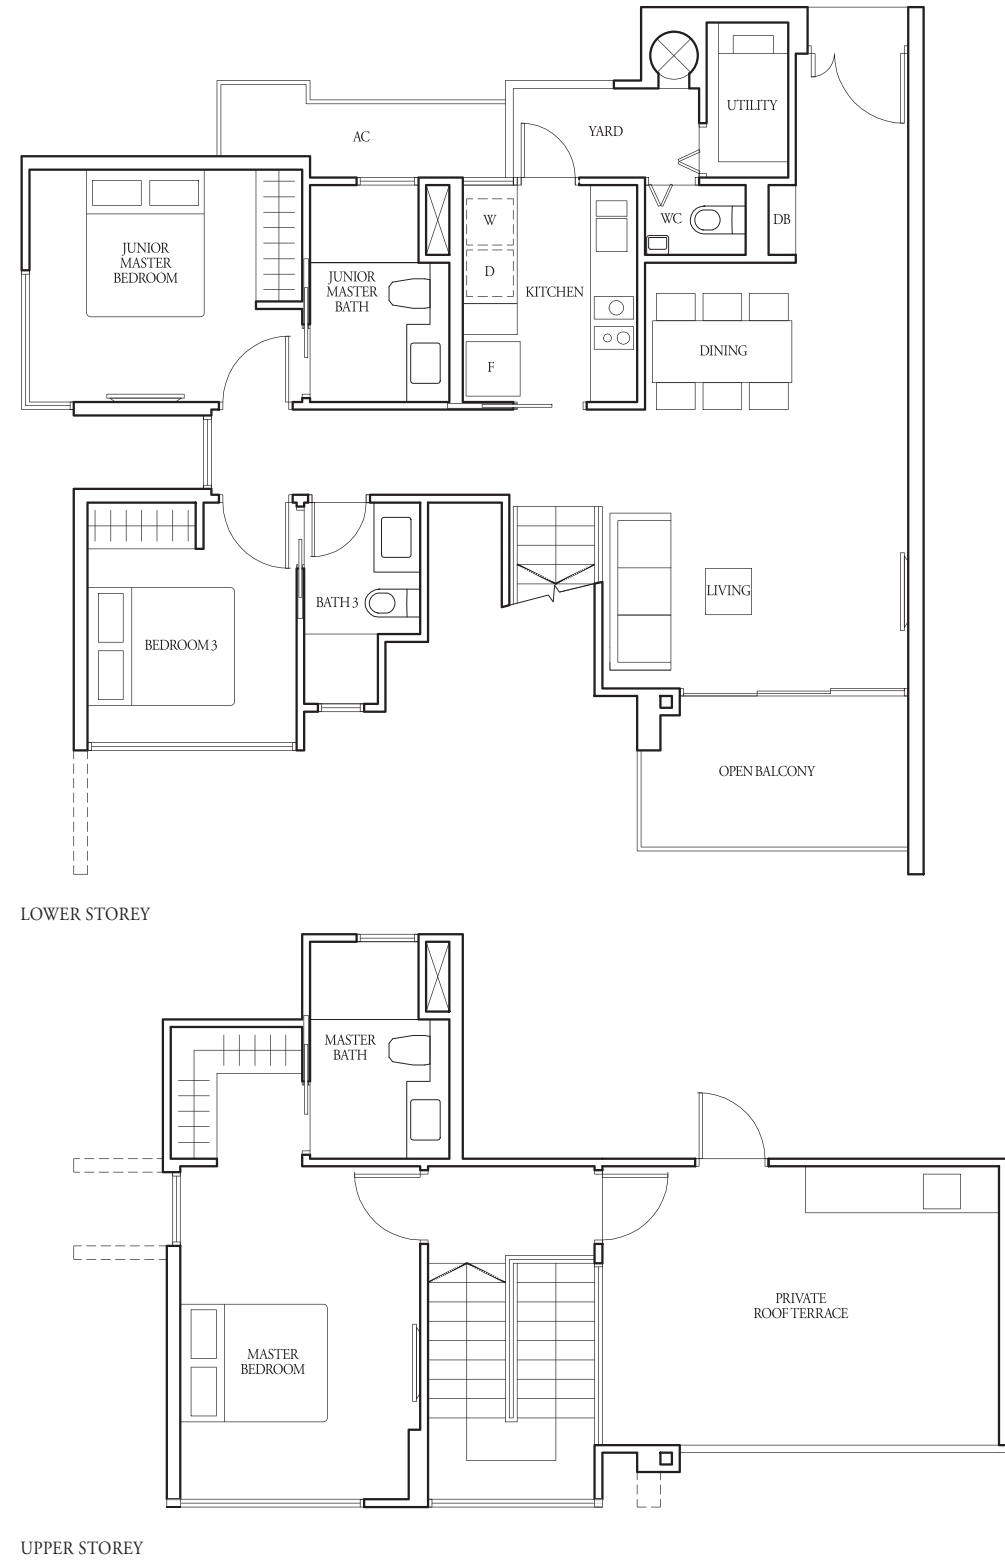 UTILITY
YARD
AC
WC
DB
JUNIOR
MASTER
BEDROOM
JUNIOR
MASTER
BATH
W
D
KITCHEN
F
DINING
BATH 3
LIVING
BEDROOM 3
OPEN BALCONY
LOWER STOREY
MASTER
BATH
PRIVATE
ROOF TERRACE
MASTER
BEDROOM
UPPER STOREY